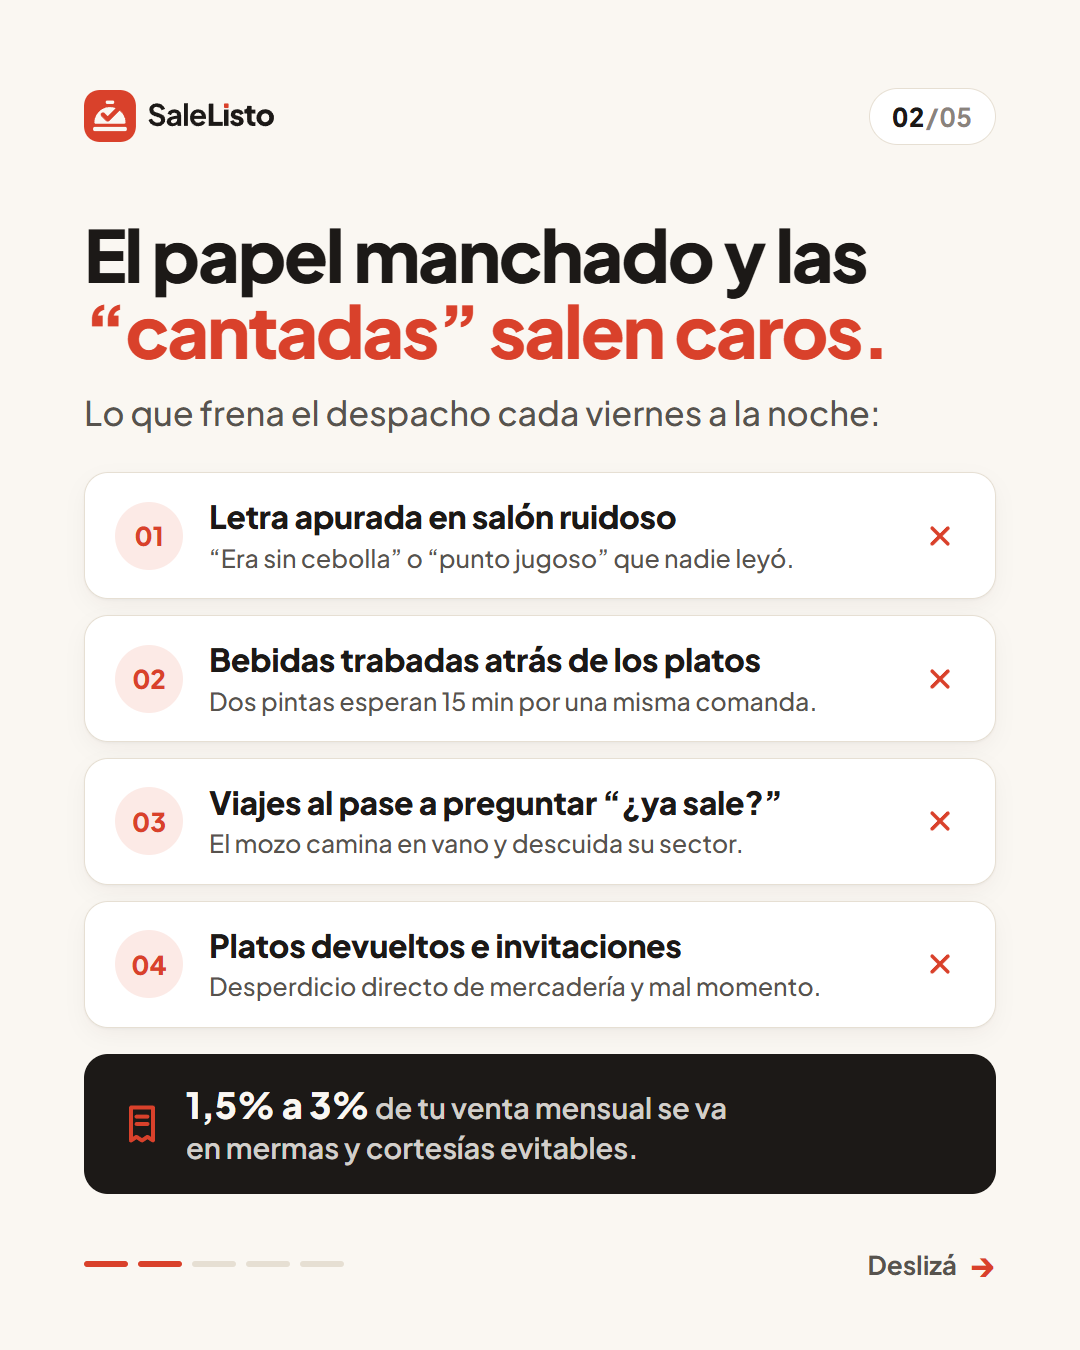 SaleListo
02/05
El papel manchado y las
“cantadas” salen caros.
Lo que frena el despacho cada viernes a la noche:
01
Letra apurada en salón ruidoso
“Era sin cebolla” o “punto jugoso” que nadie leyó.
02
Bebidas trabadas atrás de los platos
Dos pintas esperan 15 min por una misma comanda.
03
Viajes al pase a preguntar “¿ya sale?”
El mozo camina en vano y descuida su sector.
04
Platos devueltos e invitaciones
Desperdicio directo de mercadería y mal momento.
1,5% a 3% de tu venta mensual se va
en mermas y cortesías evitables.
Deslizá →